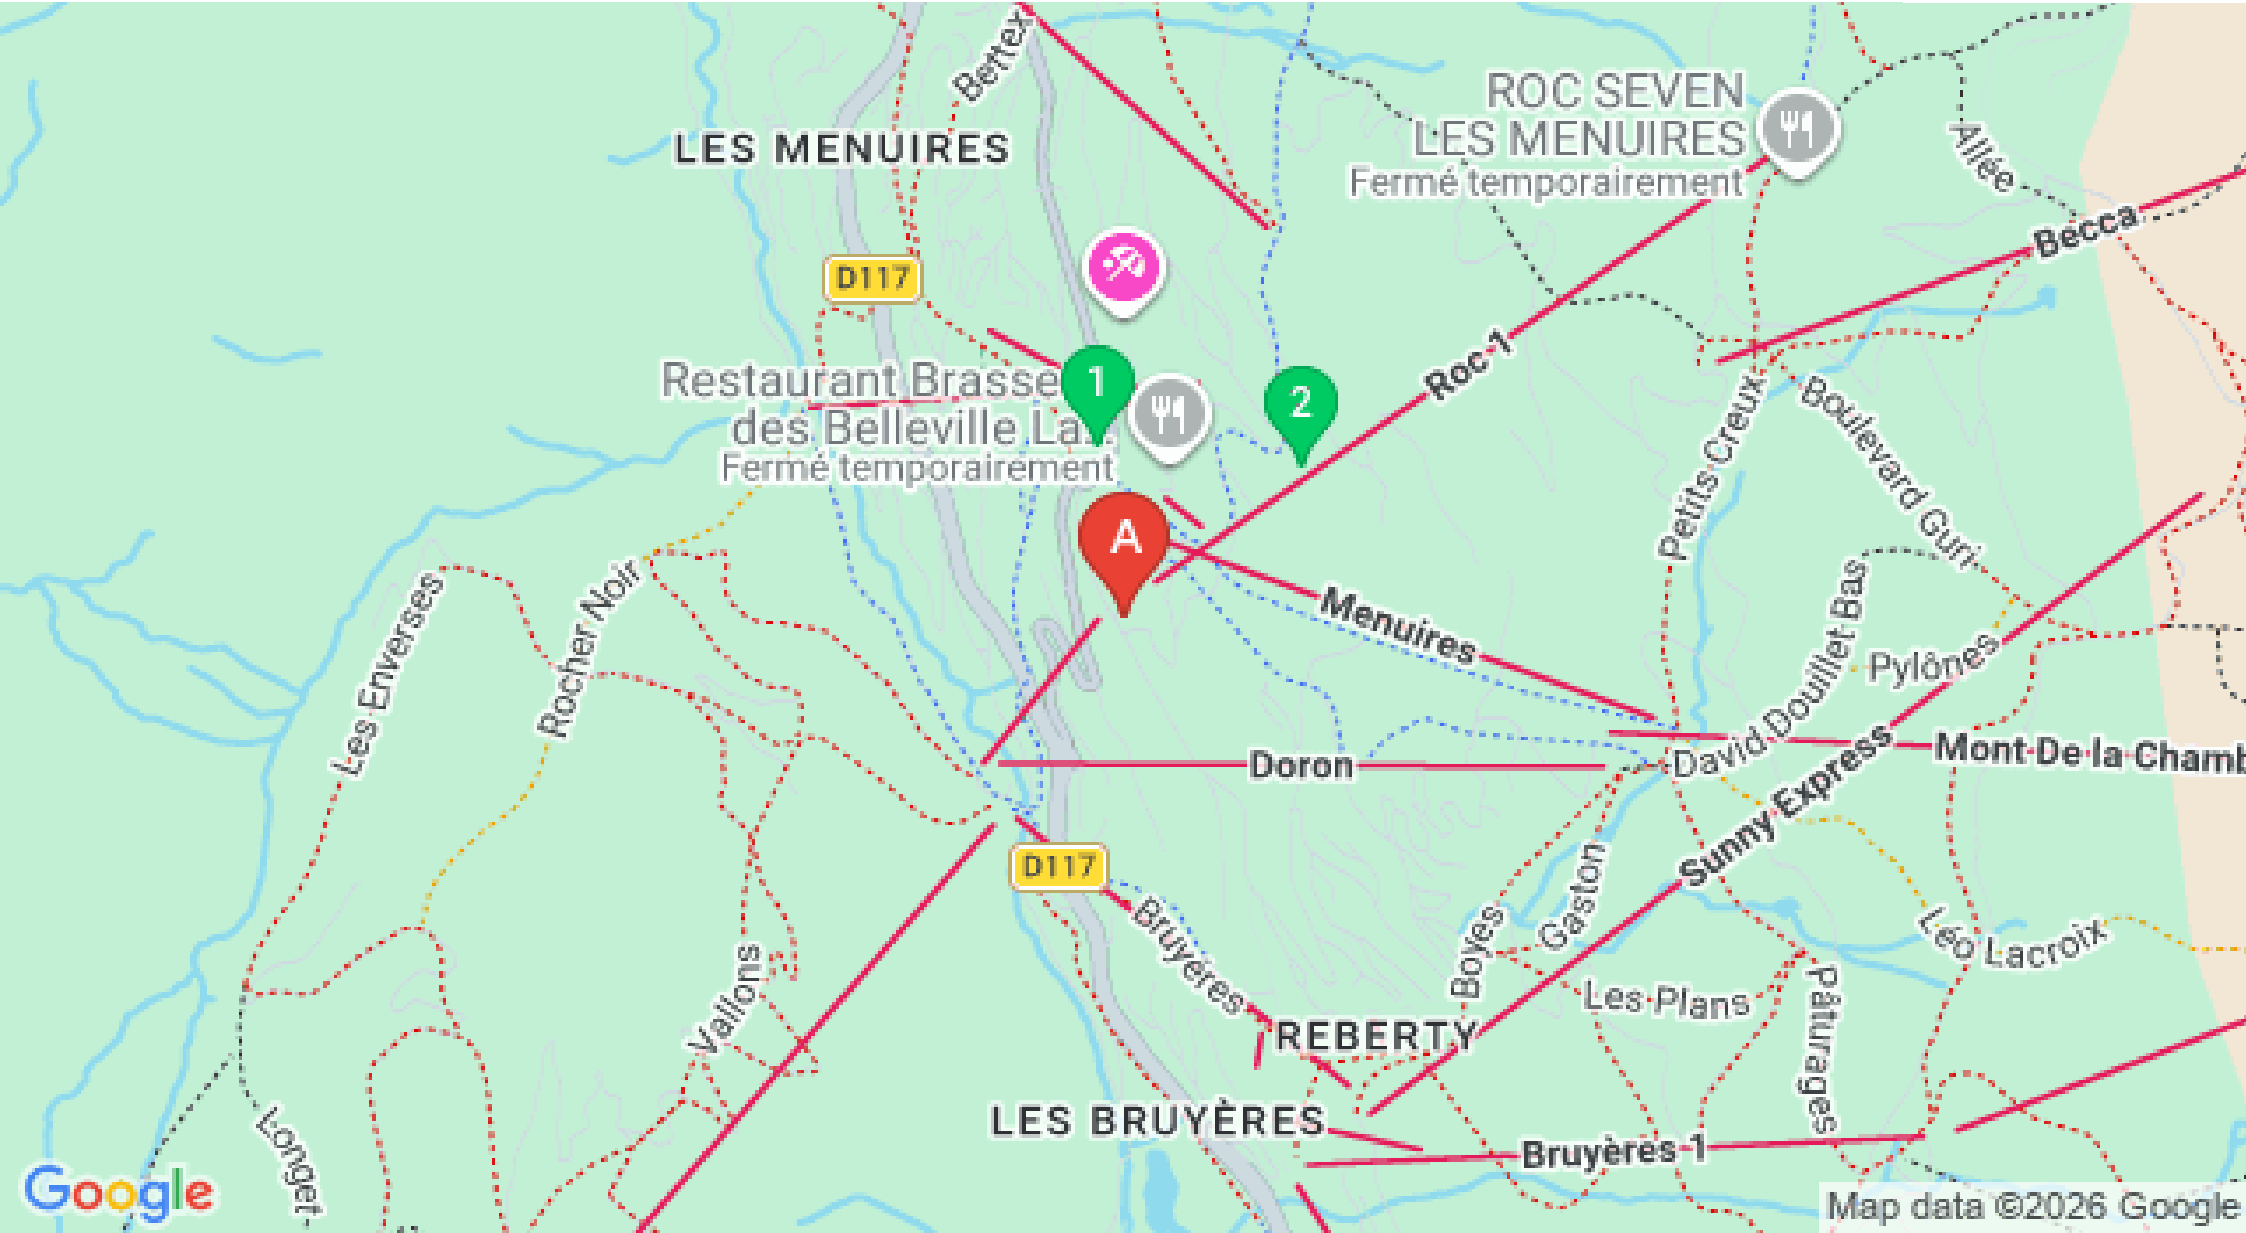 Bettex
ROC SEVEN
LES MENUIRES
Fermé temporairement
LES MENUIRES
Allée
Becca
D117
Roc 1
Restaurant Brasse
des Belleville La...
Fermé temporairement
1
2
A
Petits Creux
Boulevard Guri
Menuires
Les Enverses
Rocher Noir
David Douillet Bas
Pylônes
Doron
Mont De la Chamb
Sunny Express
D117
Bruyères
Vallons
Boyes
Gaston
Léo Lacroix
Les Plans
Pâturages
REBERTY
LES BRUYÈRES
Bruyères 1
Longet
Google
Map data ©2026 Google